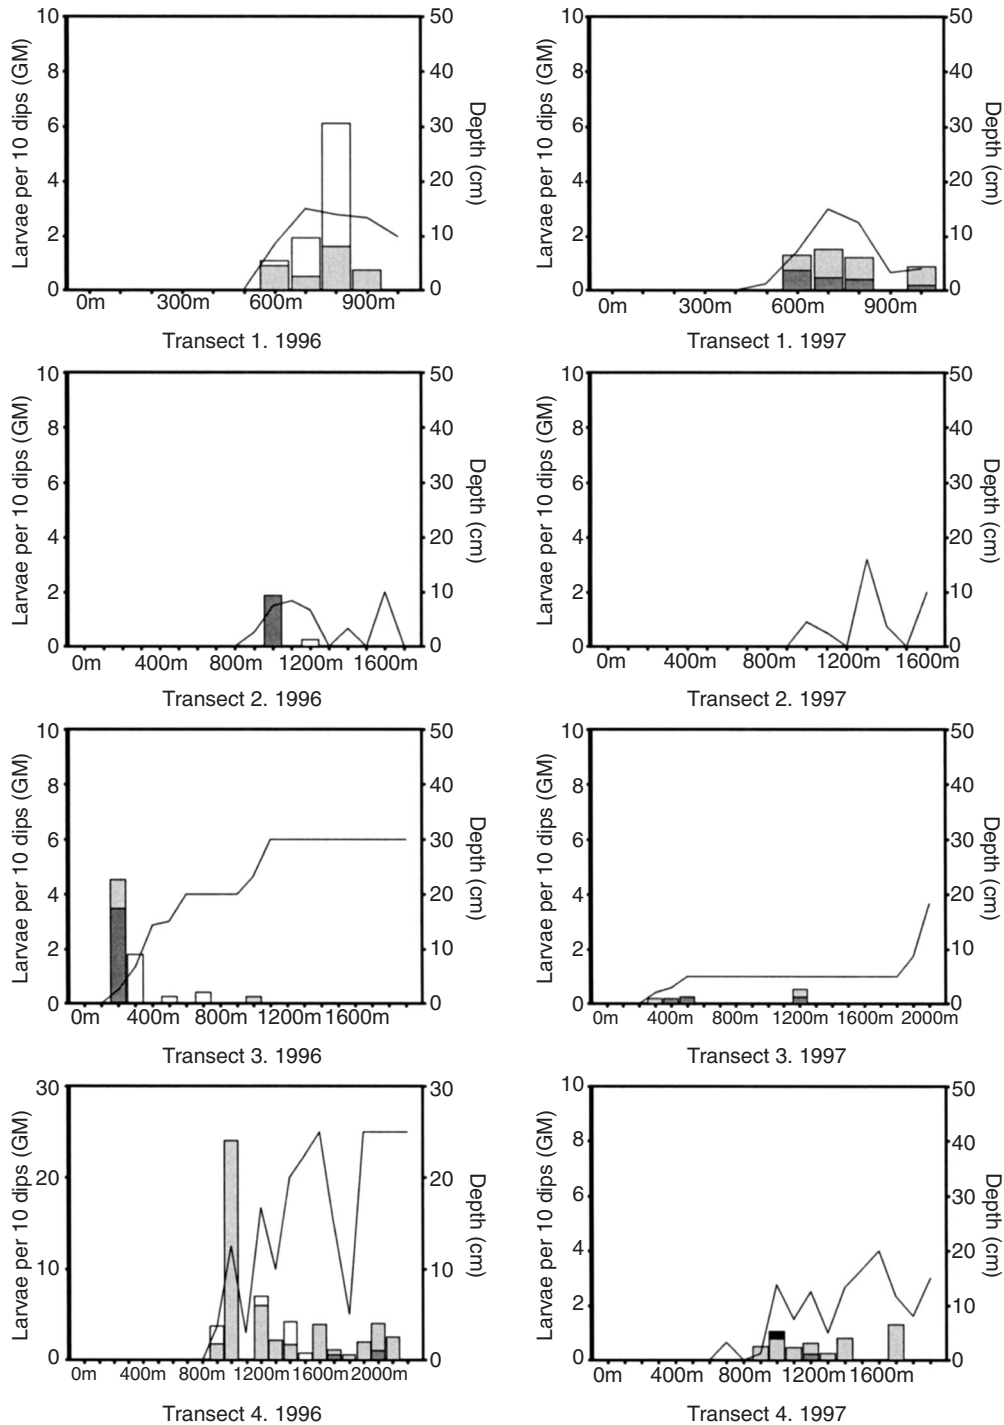 10 50
8 40
6 30
4 20
2 10
0 0
Larvae per 10 dips (GM)
Depth (cm)
0m 300m 600m 900m
Transect 1. 1996
10 50
8 40
6 30
4 20
2 10
0 0
Larvae per 10 dips (GM)
Depth (cm)
0m 300m 600m 900m
Transect 1. 1997
10 50
8 40
6 30
4 20
2 10
0 0
Larvae per 10 dips (GM)
Depth (cm)
0m 400m 800m 1200m 1600m
Transect 2. 1996
10 50
8 40
6 30
4 20
2 10
0 0
Larvae per 10 dips (GM)
Depth (cm)
0m 400m 800m 1200m 1600m
Transect 2. 1997
10 50
8 40
6 30
4 20
2 10
0 0
Larvae per 10 dips (GM)
Depth (cm)
0m 400m 800m 1200m 1600m
Transect 3. 1996
10 50
8 40
6 30
4 20
2 10
0 0
Larvae per 10 dips (GM)
Depth (cm)
0m 400m 800m 1200m 1600m 2000m
Transect 3. 1997
30 30
20 20
10 10
0 0
Larvae per 10 dips (GM)
Depth (cm)
0m 400m 800m 1200m 1600m 2000m
Transect 4. 1996
10 50
8 40
6 30
4 20
2 10
0 0
Larvae per 10 dips (GM)
Depth (cm)
0m 400m 800m 1200m 1600m
Transect 4. 1997